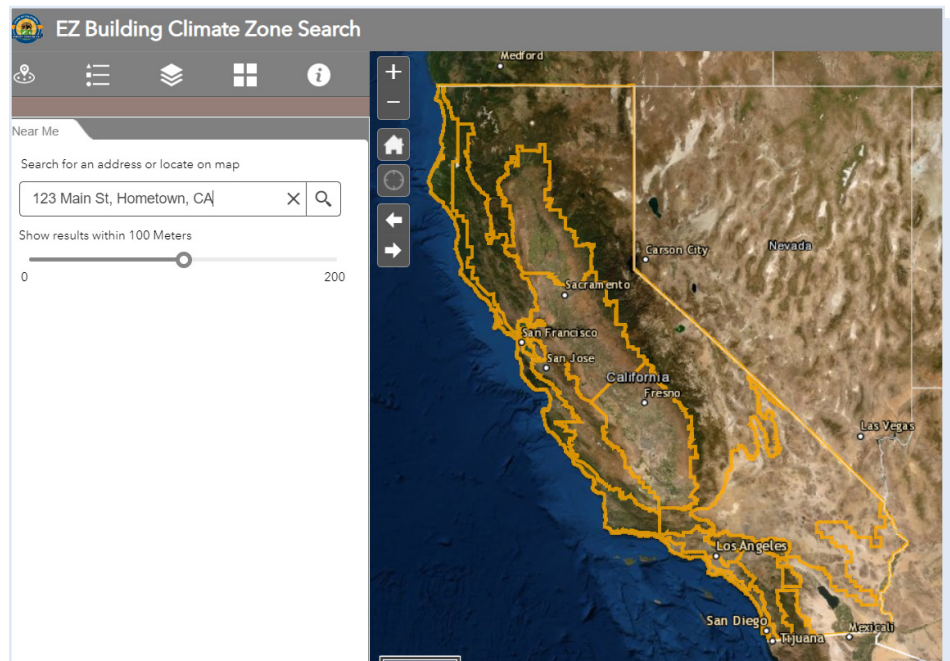 EZ Building Climate Zone Search
Near Me
Search for an address or locate on map
123 Main St, Hometown, CA
Show results within 100 Meters
0
200
Medford
Carson City
Nevada
Sacramento
San Francisco
San Jose
California
Fresno
Las Vegas
Los Angeles
San Diego
Tijuana
Mexicali